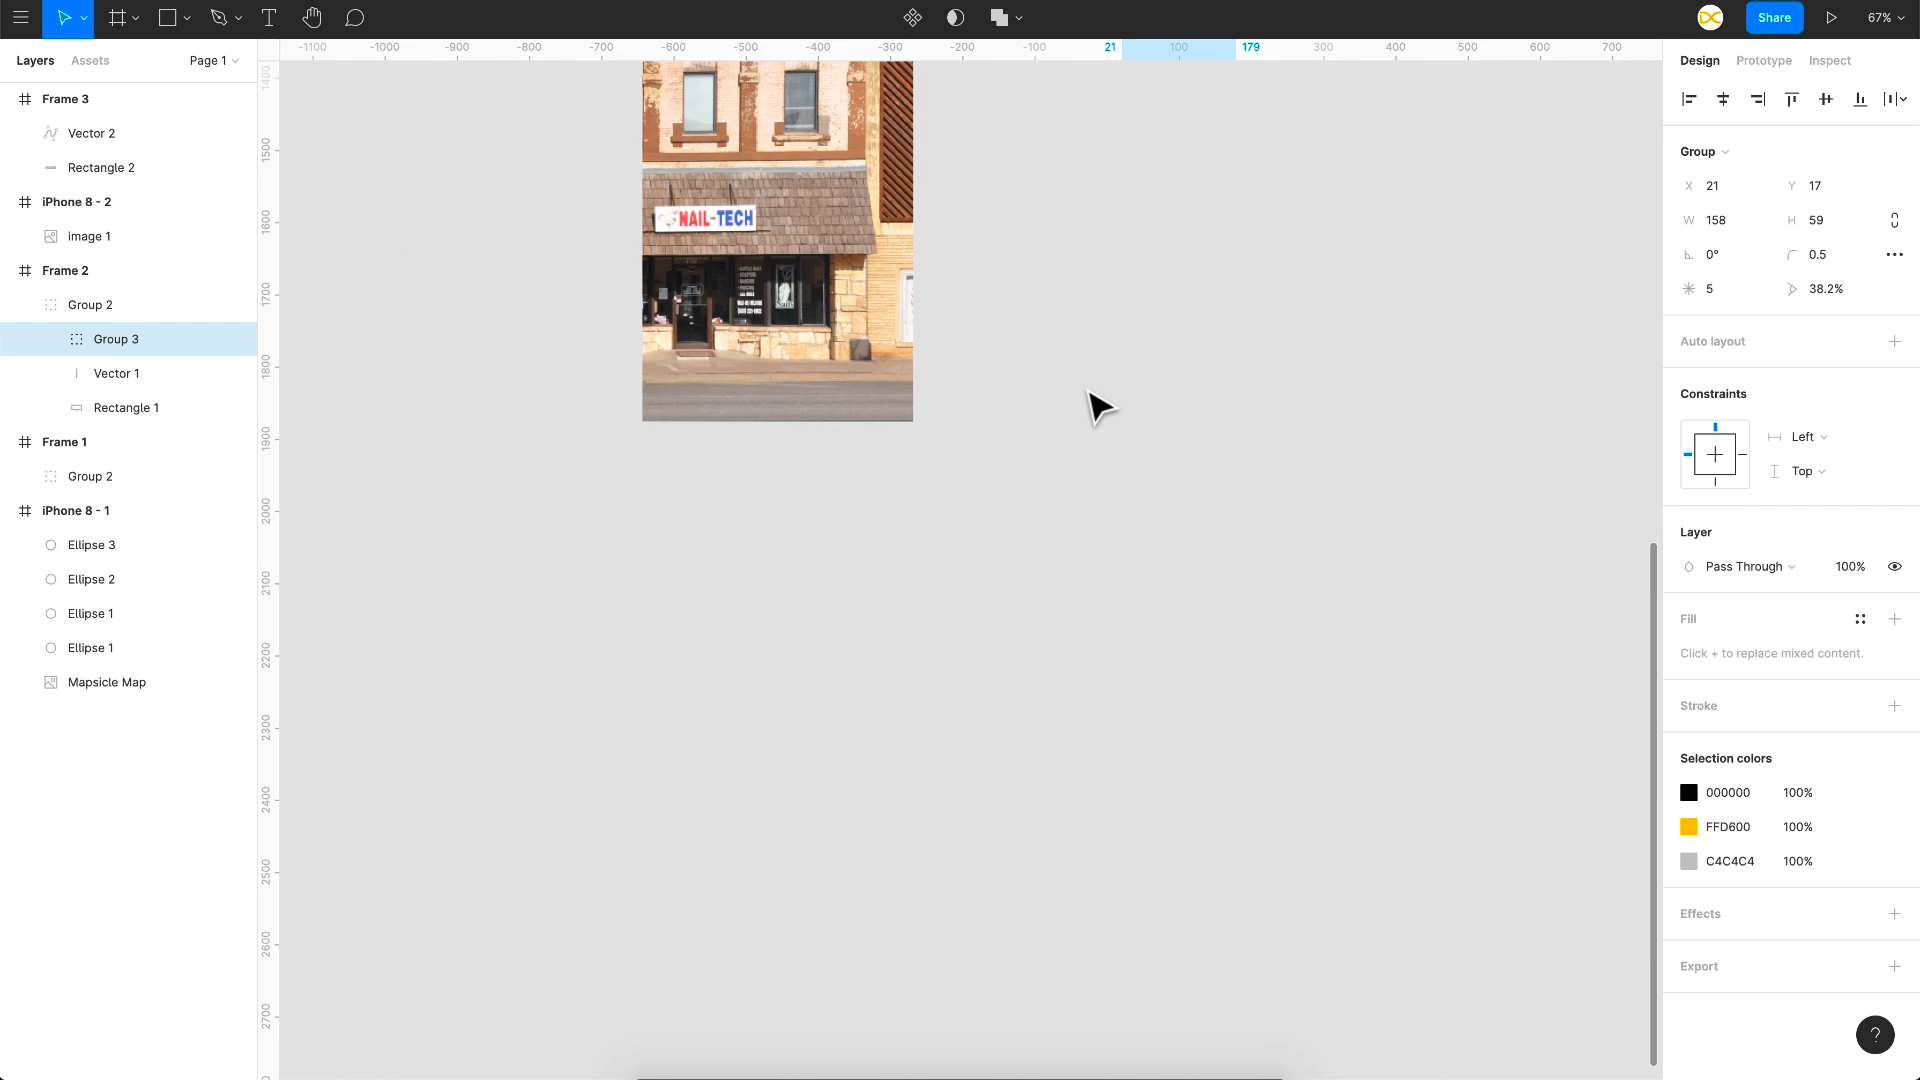 Share
67%
Layers
Assets
Page 1
-1100
-1000
-900
-800
-700
-600
-500
-400
-300
-200
-100
21
100
179
300
400
500
600
700
Design
Prototype
Inspect
Frame 3
Vector 2
Rectangle 2
iPhone 8 - 2
image 1
Frame 2
Group 2
Group 3
Vector 1
Rectangle 1
Frame 1
Group 2
iPhone 8 - 1
Ellipse 3
Ellipse 2
Ellipse 1
Ellipse 1
Mapsicle Map
1400
1500
1600
1700
1800
1900
2000
2100
2200
2300
2400
2500
2600
2700
NAIL-TECH
Group
X 21
Y 17
W 158
H 59
0°
0.5
5
38.2%
Auto layout
Constraints
Left
Top
Layer
Pass Through
100%
Fill
Click + to replace mixed content.
Stroke
Selection colors
000000 100%
FFD600 100%
C4C4C4 100%
Effects
Export
?